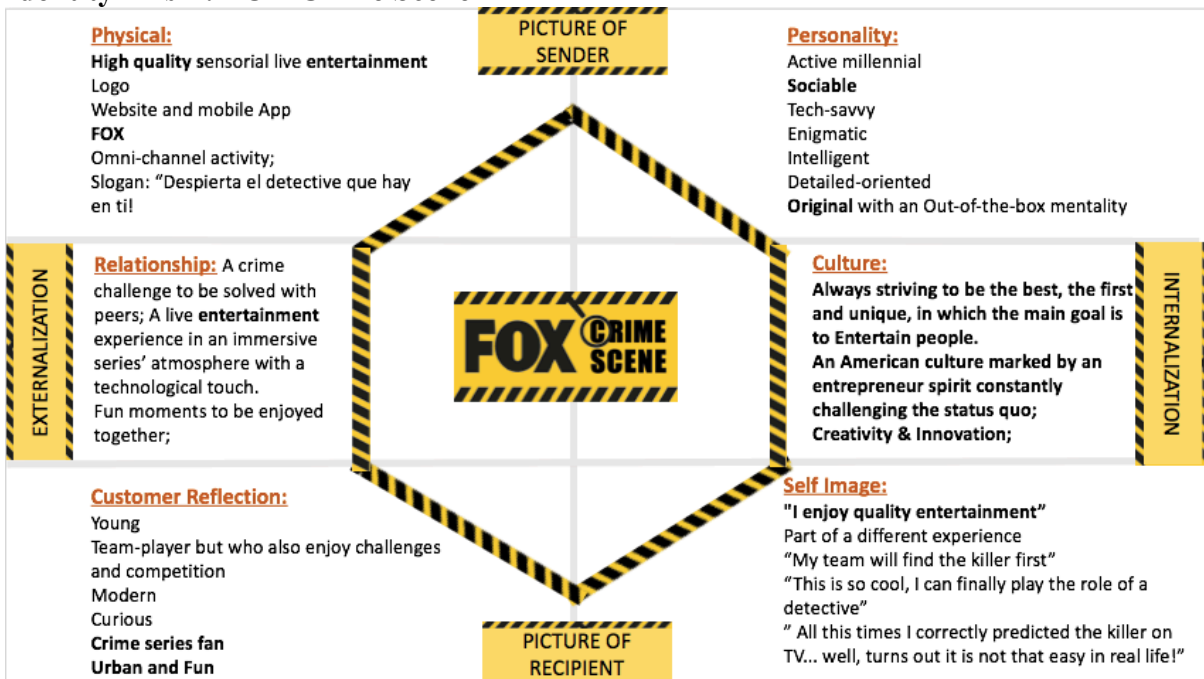 PICTURE OF
SENDER
Physical:
High quality sensorial live entertainment
Logo
Website and mobile App
FOX
Omni-channel activity;
Slogan: “Despierta el detective que hay
en ti!
Personality:
Active millennial
Sociable
Tech-savvy
Enigmatic
Intelligent
Detailed-oriented
Original with an Out-of-the-box mentality
EXTERNALIZATION
Relationship: A crime
challenge to be solved with
peers; A live entertainment
experience in an immersive
series’ atmosphere with a
technological touch.
Fun moments to be enjoyed
together;
FOX CRIME
SCENE
Culture:
Always striving to be the best, the first
and unique, in which the main goal is
to Entertain people.
An American culture marked by an
entrepreneur spirit constantly
challenging the status quo;
Creativity & Innovation;
INTERNALIZATION
Customer Reflection:
Young
Team-player but who also enjoy challenges
and competition
Modern
Curious
Crime series fan
Urban and Fun
Self Image:
"I enjoy quality entertainment”
Part of a different experience
“My team will find the killer first”
“This is so cool, I can finally play the role of a
detective”
” All this times I correctly predicted the killer on
TV... well, turns out it is not that easy in real life!”
PICTURE OF
RECIPIENT